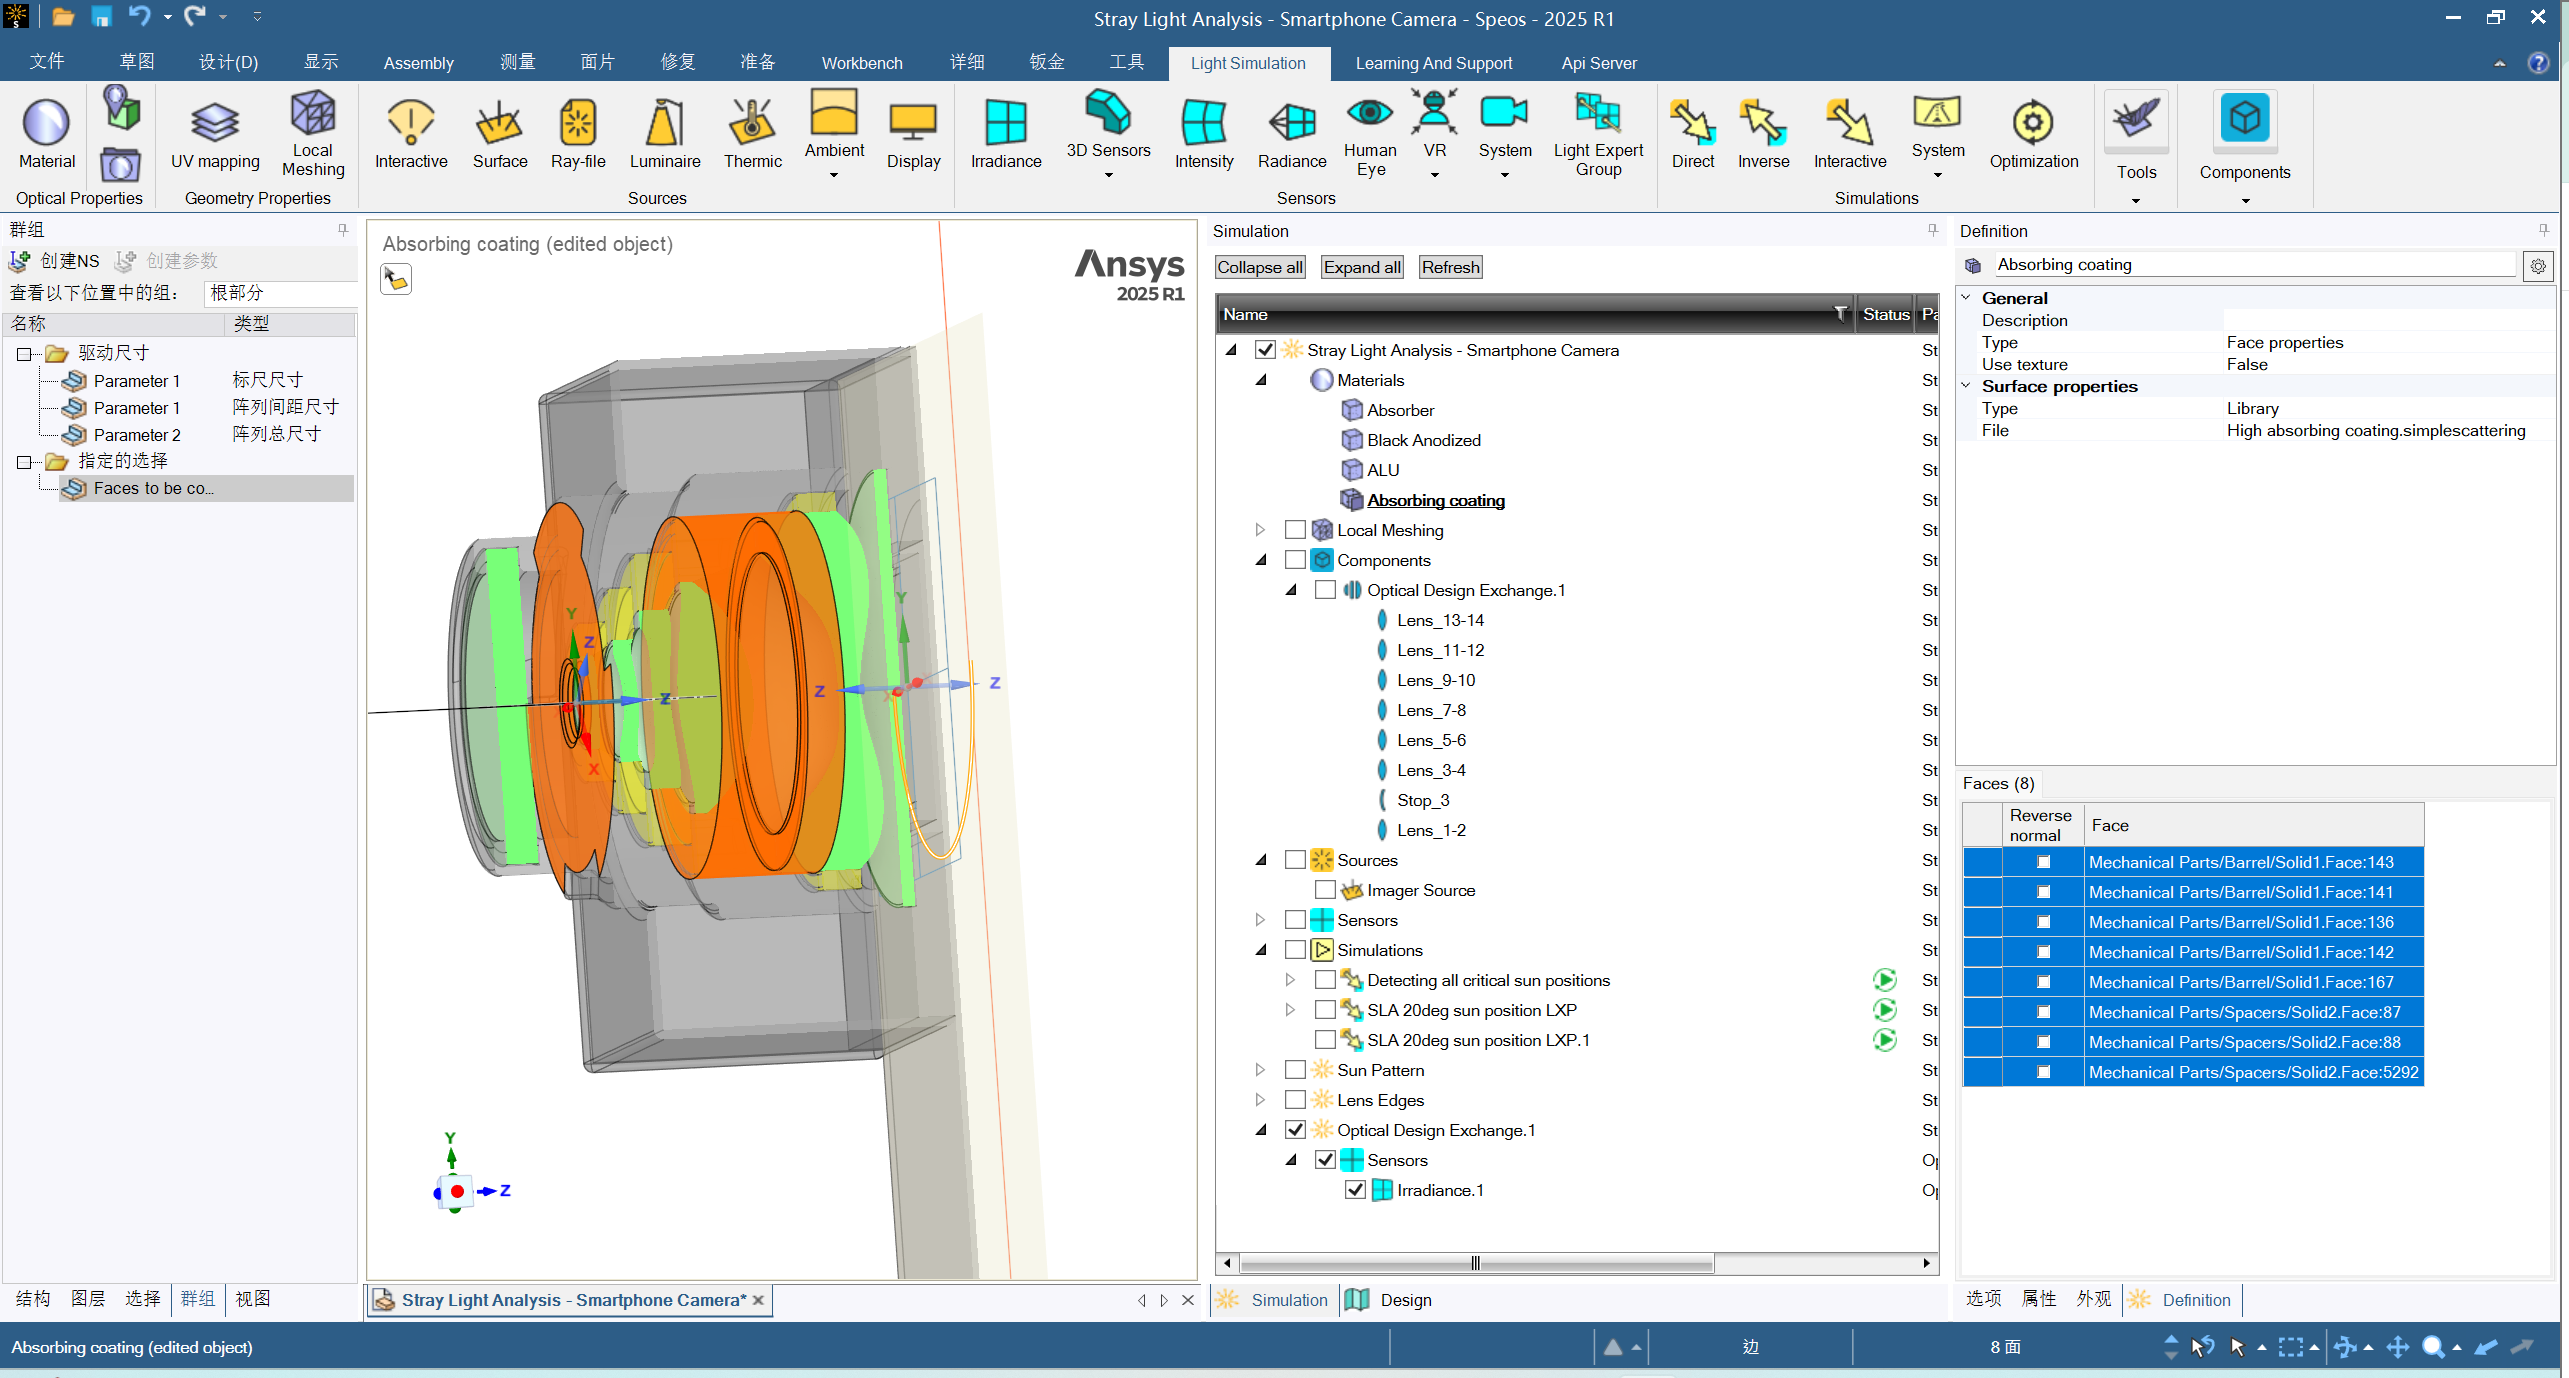 Stray Light Analysis - Smartphone Camera - Speos - 2025 R1
文件 草图 设计(D) 显示 Assembly 测量 面片 修复 准备 Workbench 详细 钣金 工具 Light Simulation Learning And Support Api Server
Material
UV mapping
Local Meshing
Interactive
Surface
Ray-file
Luminaire
Thermic
Ambient
Display
Irradiance
3D Sensors
Intensity
Radiance
Human Eye
VR
System
Light Expert Group
Direct
Inverse
Interactive
System
Optimization
Tools
Components
Optical Properties
Geometry Properties
Sources
Sensors
Simulations
群组
创建NS 创建参数
查看以下位置中的组： 根部分
名称 类型
驱动尺寸
Parameter 1 标尺尺寸
Parameter 1 阵列间距尺寸
Parameter 2 阵列总尺寸
指定的选择
Faces to be co...
结构 图层 选择 群组 视图
Absorbing coating (edited object)
Ansys
2025 R1
Y
Z
Z
X
Z
Y
X
Z
Y
Z
Stray Light Analysis - Smartphone Camera*
Simulation
Collapse all Expand all Refresh
Name Status
Stray Light Analysis - Smartphone Camera St
Materials St
Absorber St
Black Anodized St
ALU St
Absorbing coating St
Local Meshing St
Components St
Optical Design Exchange.1 St
Lens_13-14 St
Lens_11-12 St
Lens_9-10 St
Lens_7-8 St
Lens_5-6 St
Lens_3-4 St
Stop_3 St
Lens_1-2 St
Sources St
Imager Source St
Sensors St
Simulations St
Detecting all critical sun positions St
SLA 20deg sun position LXP St
SLA 20deg sun position LXP.1 St
Sun Pattern St
Lens Edges St
Optical Design Exchange.1 St
Sensors
Irradiance.1
Simulation Design
Definition
Absorbing coating
General
Description
Type Face properties
Use texture False
Surface properties
Type Library
File High absorbing coating.simplescattering
Faces (8)
Reverse normal Face
Mechanical Parts/Barrel/Solid1.Face:143
Mechanical Parts/Barrel/Solid1.Face:141
Mechanical Parts/Barrel/Solid1.Face:136
Mechanical Parts/Barrel/Solid1.Face:142
Mechanical Parts/Barrel/Solid1.Face:167
Mechanical Parts/Spacers/Solid2.Face:87
Mechanical Parts/Spacers/Solid2.Face:88
Mechanical Parts/Spacers/Solid2.Face:5292
选项 属性 外观 Definition
Absorbing coating (edited object) 边 8 面